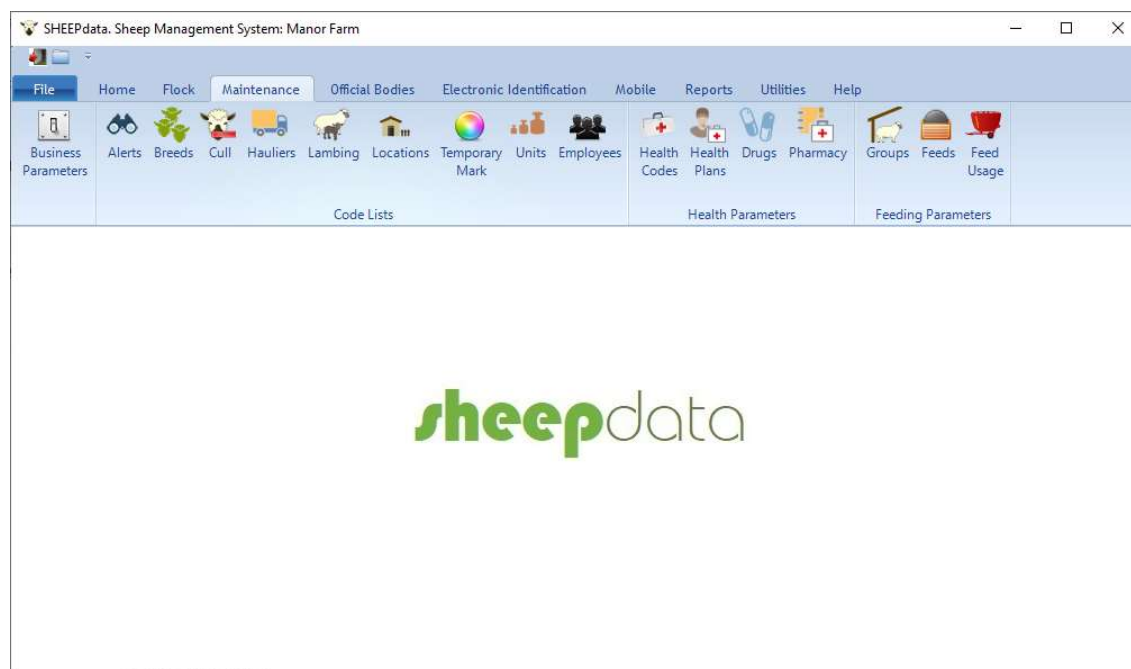 SHEEPdata. Sheep Management System: Manor Farm
File Home Flock Maintenance Official Bodies Electronic Identification Mobile Reports Utilities Help
Business Parameters
Alerts Breeds Cull Hauliers Lambing Locations Temporary Mark Units Employees
Health Codes Health Plans Drugs Pharmacy
Groups Feeds Feed Usage
Code Lists Health Parameters Feeding Parameters
sheepdata